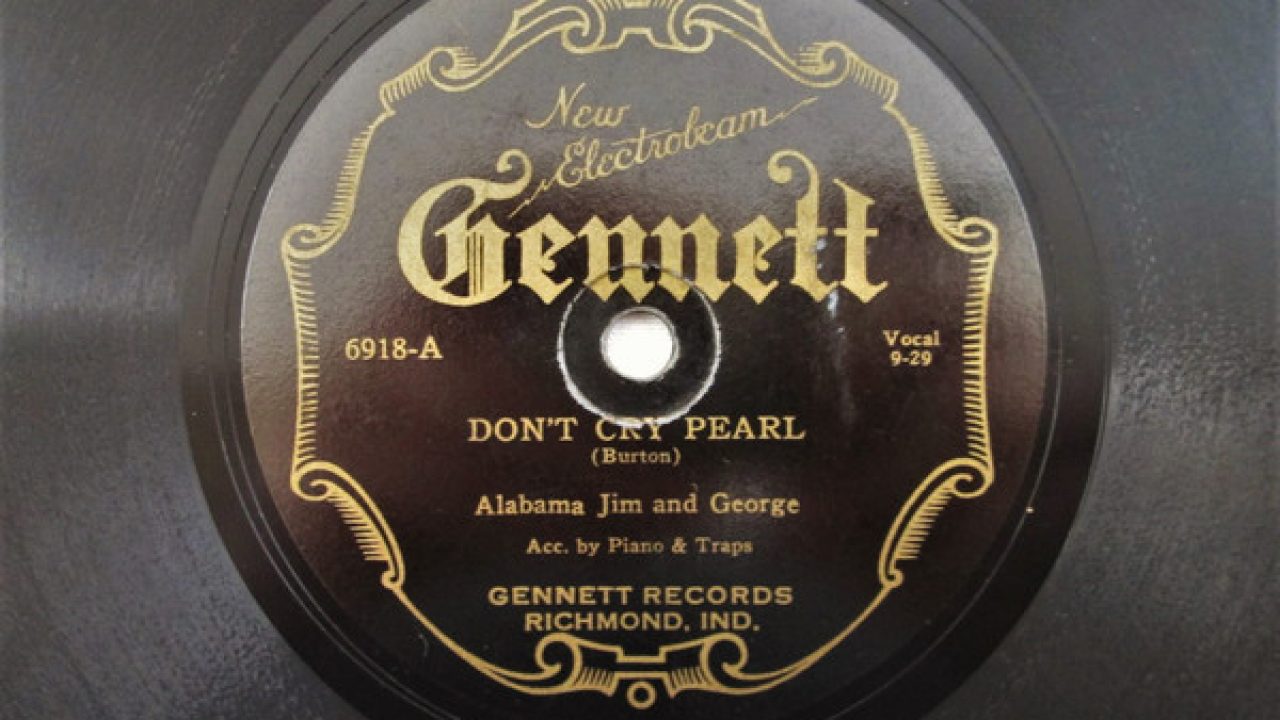 New
Electrobeam
Gennett
6918-A
Vocal
9-29
DON'T CRY PEARL
(Burton)
Alabama Jim and George
Acc. by Piano & Traps
GENNETT RECORDS
RICHMOND, IND.